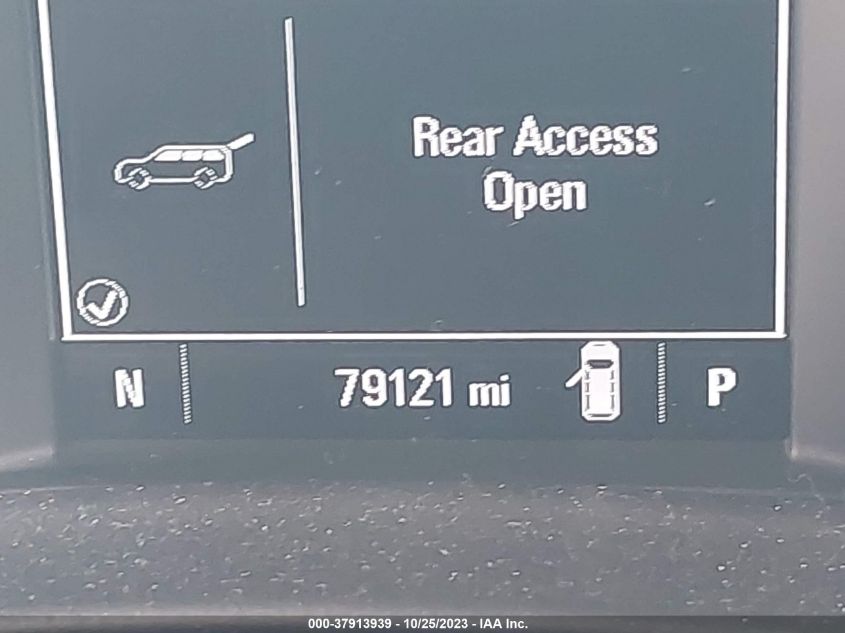 Rear Access
Open
N
79121 mi
P
000-37913939 - 10/25/2023 - IAA Inc.